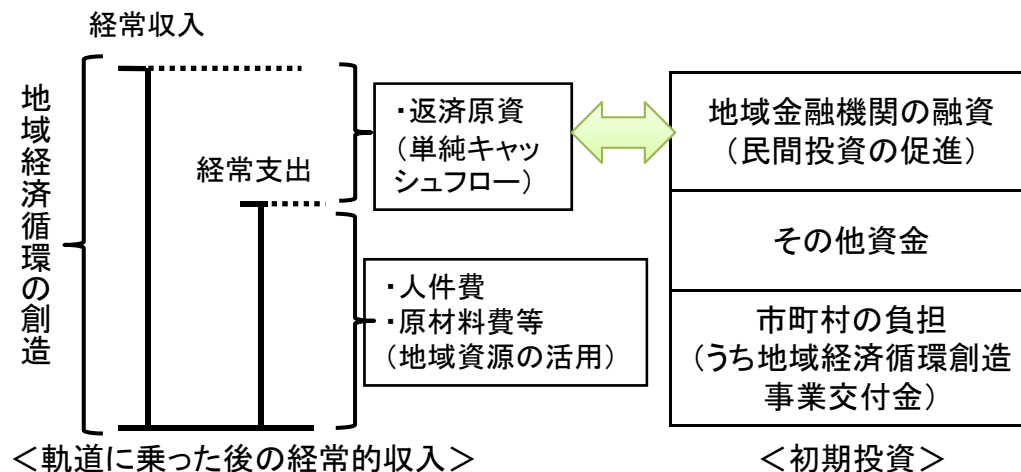 経常収入
地域経済循環の創造
経常支出
・返済原資
(単純キャッ
シュフロー)
・人件費
・原材料費等
(地域資源の活用)
地域金融機関の融資
(民間投資の促進)
その他資金
市町村の負担
(うち地域経済循環創造
事業交付金)
＜軌道に乗った後の経常的収入＞
＜初期投資＞